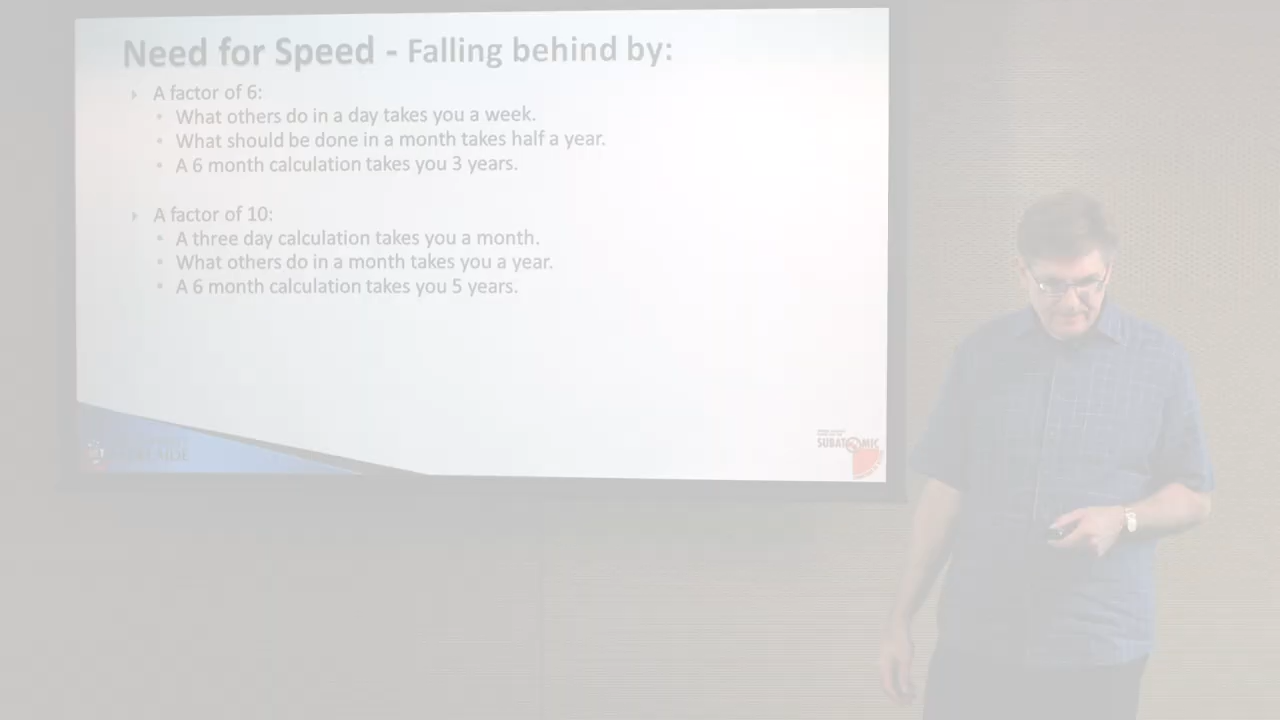 Need for Speed - Falling behind by:
A factor of 6:
What others do in a day takes you a week.
What should be done in a month takes half a year.
A 6 month calculation takes you 3 years.
A factor of 10:
A three day calculation takes you a month.
What others do in a month takes you a year.
A 6 month calculation takes you 5 years.
SUBATOMIC